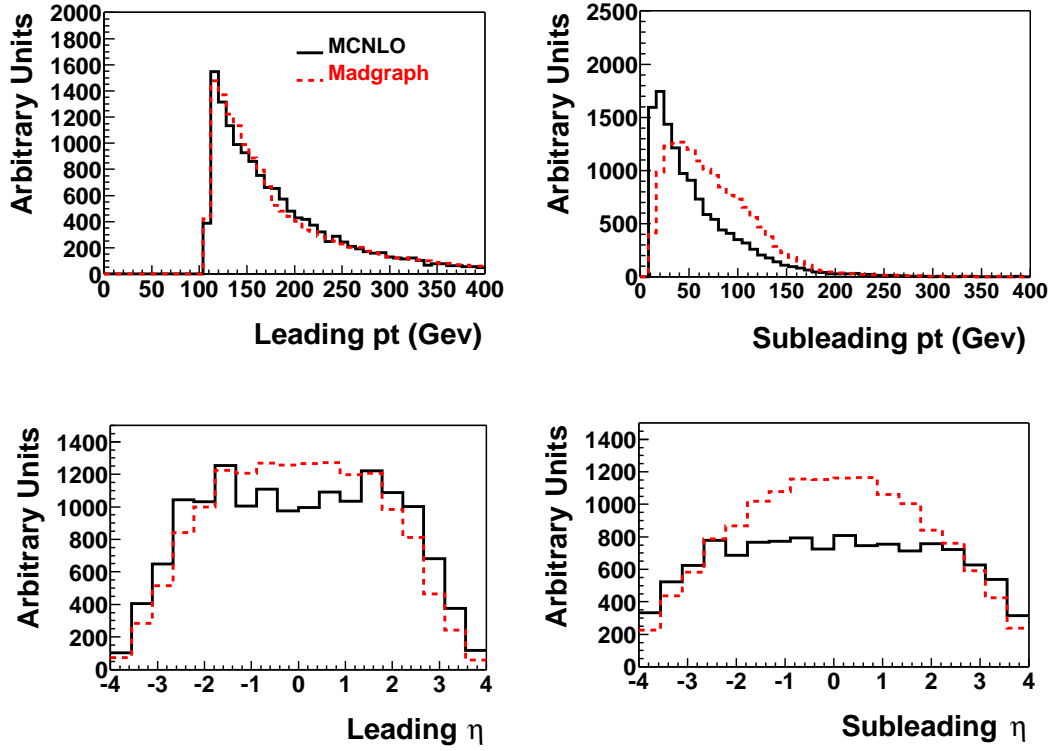 Arbitrary Units
2000
1800
1600
1400
1200
1000
800
600
400
200
0
0 50 100 150 200 250 300 350 400
Leading pt (Gev)
MCNLO
Madgraph
Arbitrary Units
2500
2000
1500
1000
500
0
0 50 100 150 200 250 300 350 400
Subleading pt (Gev)
Arbitrary Units
1400
1200
1000
800
600
400
200
0
-4 -3 -2 -1 0 1 2 3 4
Leading η
Arbitrary Units
1400
1200
1000
800
600
400
200
0
-4 -3 -2 -1 0 1 2 3 4
Subleading η